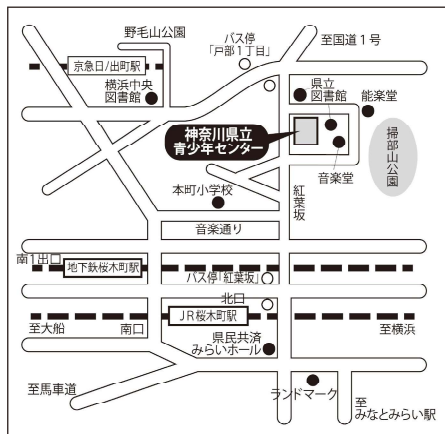 野毛山公園
バス停
「戸部1丁目」
至国道1号
京急日ノ出町駅
横浜中央
図書館
県立
図書館
能楽堂
神奈川県立
青少年センター
掃部山公園
音楽堂
本町小学校
紅葉坂
音楽通り
南1出口
地下鉄桜木町駅
バス停「紅葉坂」
北口
JR桜木町駅
至大船
南口
至横浜
県民共済
みらいホール
至馬車道
ランドマーク
至
みなとみらい駅